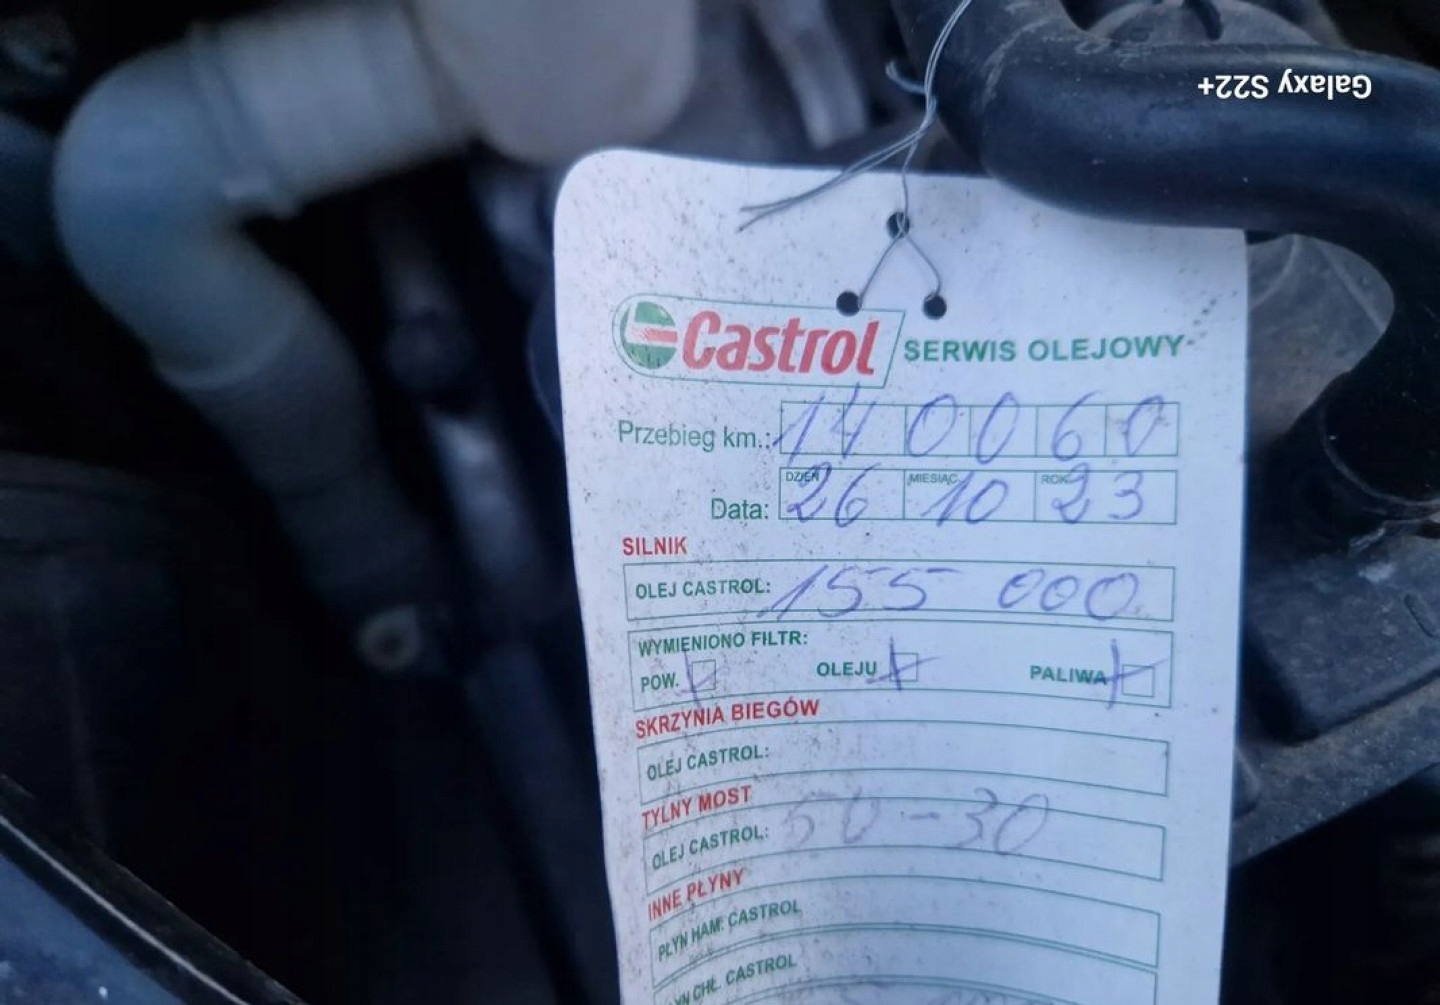 Galaxy S22+
Castrol SERWIS OLEJOWY
Przebieg km.: 140060
DZIEŃ MIESIĄC ROK
Data: 26 10 23
SILNIK
OLEJ CASTROL: 155 000
WYMIENIONO FILTR:
POW. OLEJU PALIWA
SKRZYNIA BIEGÓW
OLEJ CASTROL:
TYLNY MOST
OLEJ CASTROL: 50-30
INNE PŁYNY
PŁYN HAM. CASTROL
CHŁ. CASTROL